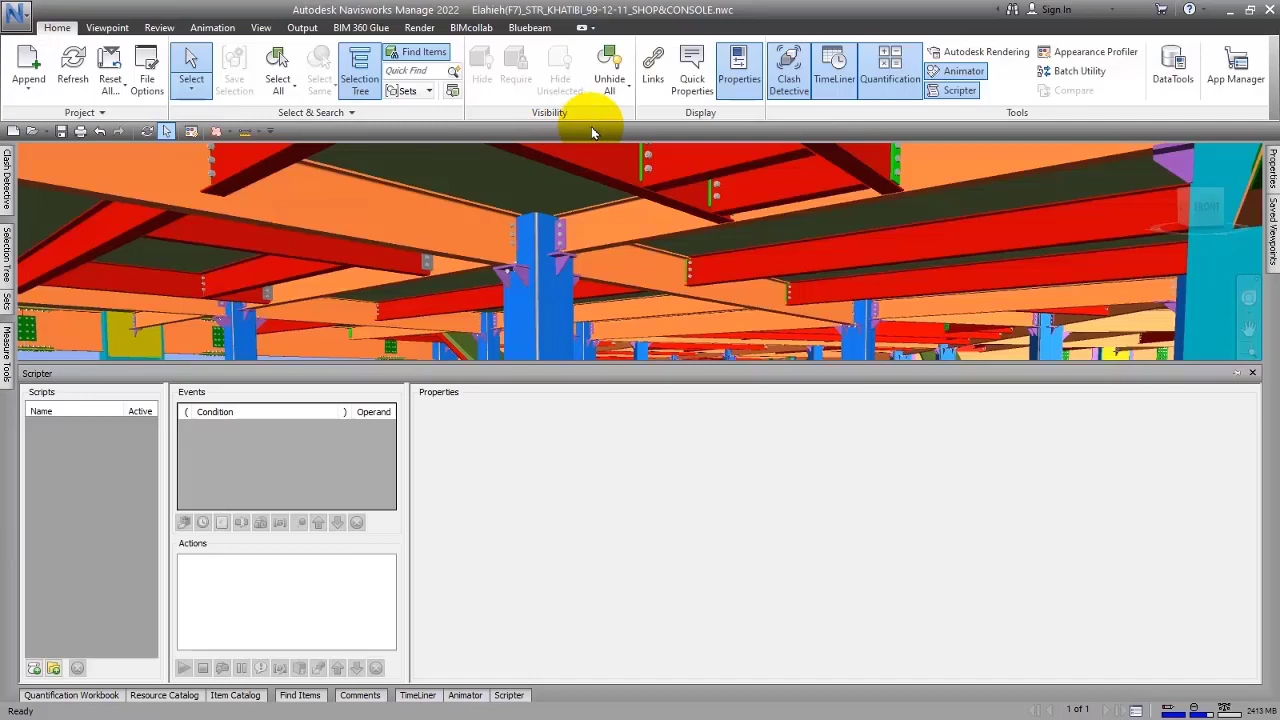 Autodesk Navisworks Manage 2022 Elahieh(F7)_STR_KHATIBI_99-12-11_SHOP&CONSOLE.nwc
Sign In
Home Viewpoint Review Animation View Output BIM 360 Glue Render BIMcollab Bluebeam
Append
Refresh
Reset All...
File Options
Select
Save Selection
Select All
Select Same
Selection Tree
Find Items
Quick Find
Sets
Hide
Require
Hide Unselected
Unhide All
Links
Quick Properties
Properties
Clash Detective
TimeLiner
Quantification
Autodesk Rendering
Animator
Scripter
Appearance Profiler
Batch Utility
Compare
DataTools
App Manager
Project Select & Search Visibility Display Tools
Clash Detective
Selection Tree
Sets
Measure Tools
FRONT
Properties
Saved Viewpoints
Scripter
Scripts
Name Active
Events
( Condition ) Operand
Actions
Properties
Quantification Workbook Resource Catalog Item Catalog Find Items Comments TimeLiner Animator Scripter
Ready
1 of 1
2413 MB